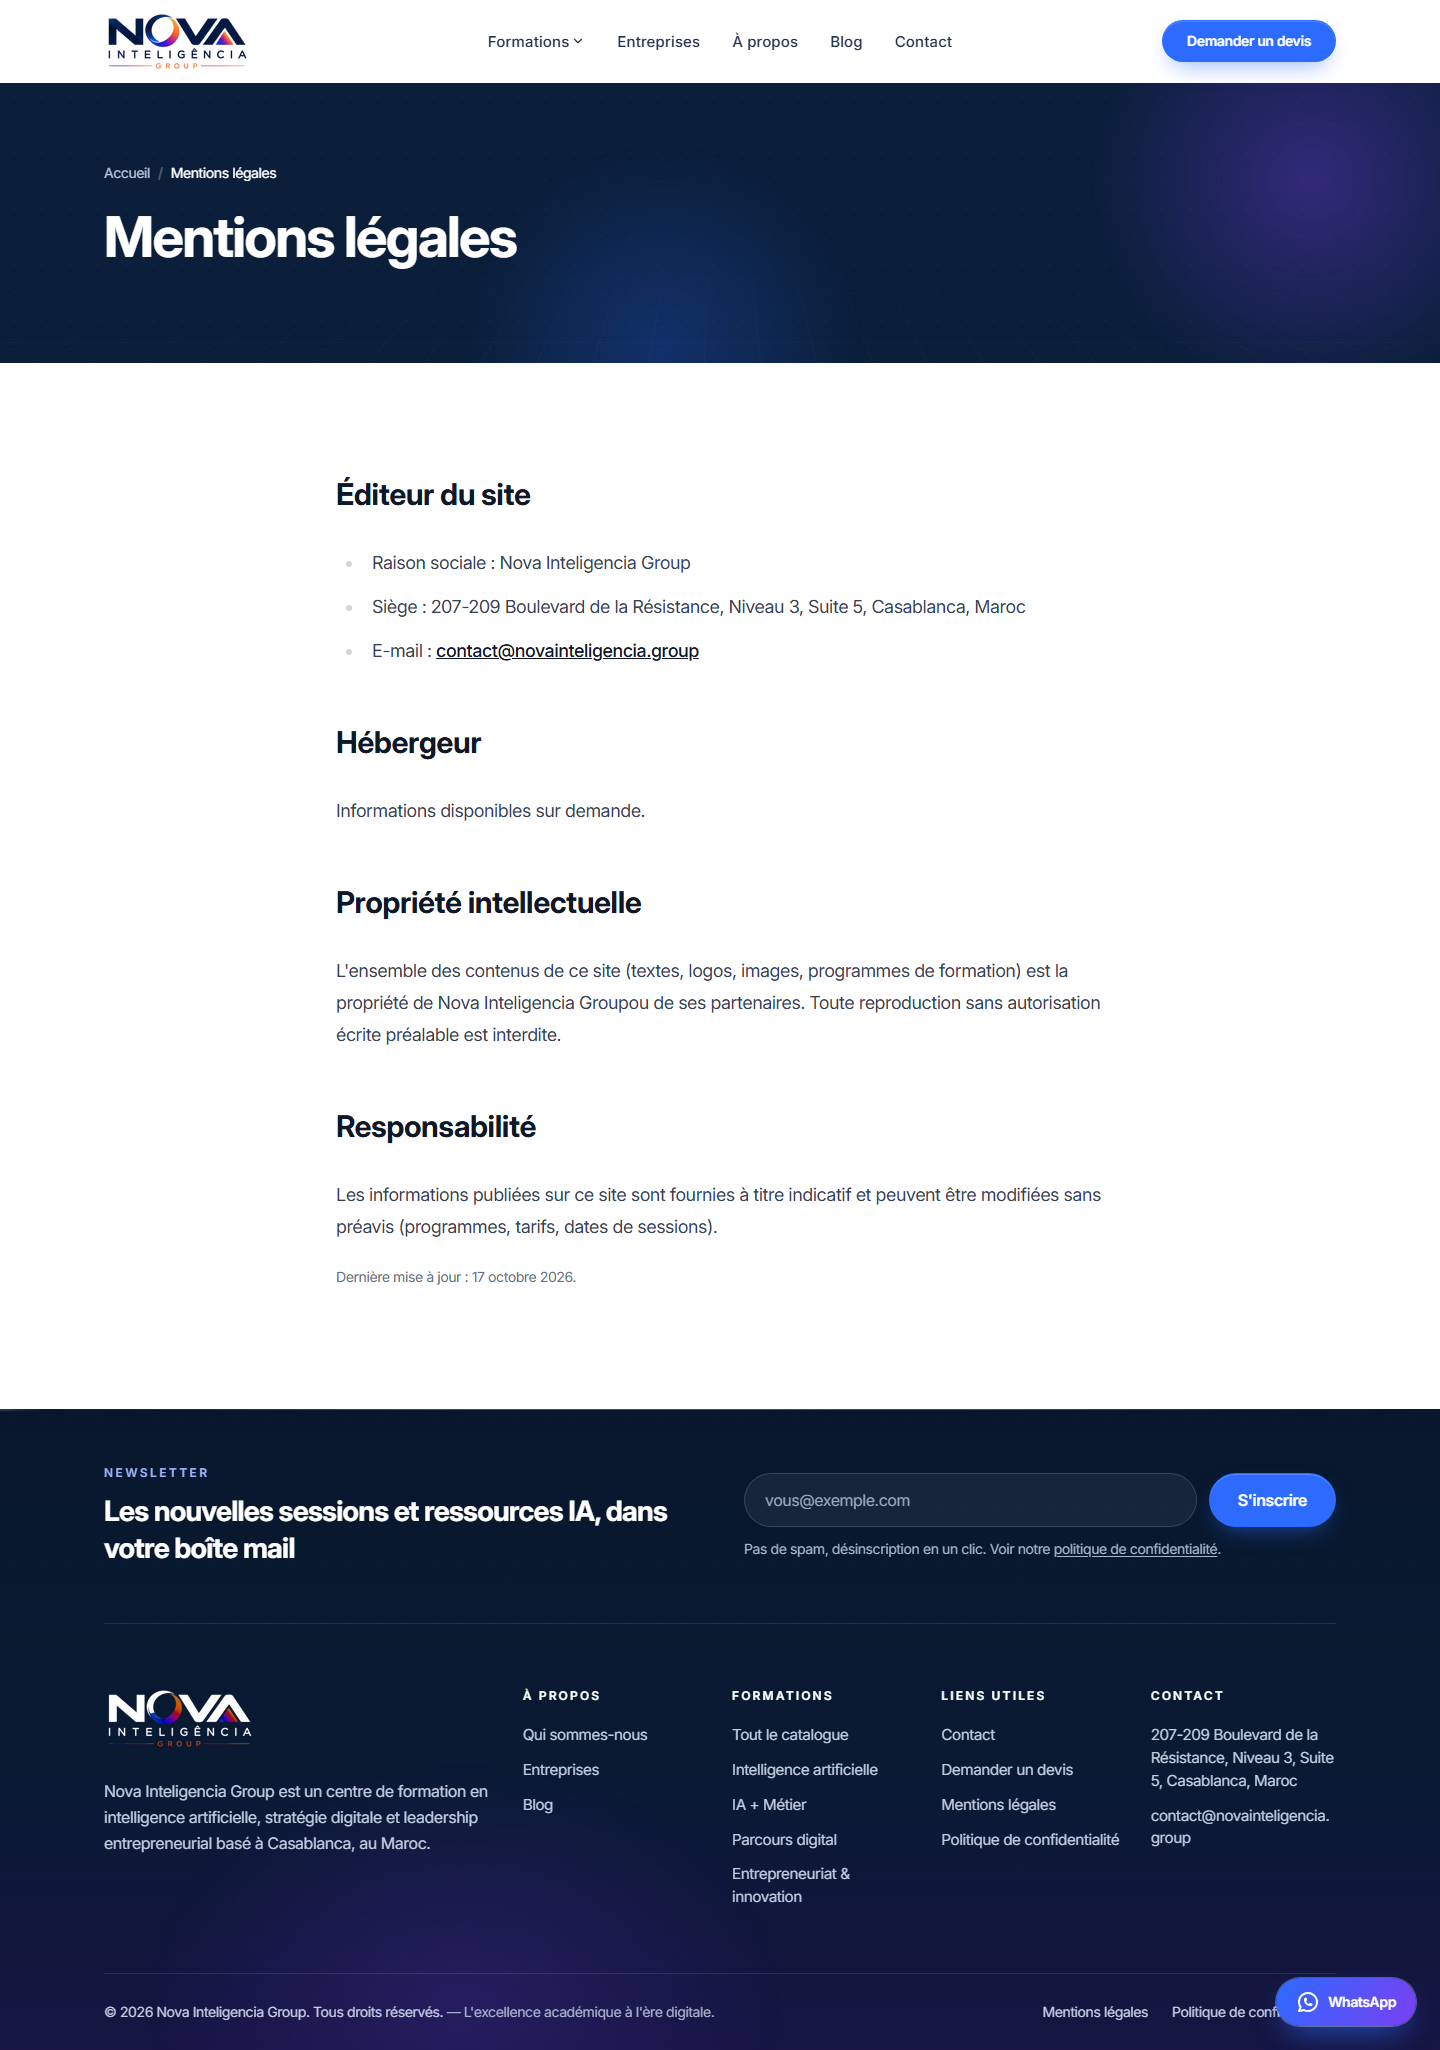 NOVA
INTELIGÊNCIA
GROUP
Formations
Entreprises
À propos
Blog
Contact
Demander un devis
Accueil / Mentions légales
Mentions légales
Éditeur du site
Raison sociale : Nova Inteligencia Group
Siège : 207-209 Boulevard de la Résistance, Niveau 3, Suite 5, Casablanca, Maroc
E-mail : contact@novainteligencia.group
Hébergeur
Informations disponibles sur demande.
Propriété intellectuelle
L'ensemble des contenus de ce site (textes, logos, images, programmes de formation) est la
propriété de Nova Inteligencia Groupou de ses partenaires. Toute reproduction sans autorisation
écrite préalable est interdite.
Responsabilité
Les informations publiées sur ce site sont fournies à titre indicatif et peuvent être modifiées sans
préavis (programmes, tarifs, dates de sessions).
Dernière mise à jour : 17 octobre 2026.
NEWSLETTER
Les nouvelles sessions et ressources IA, dans
votre boîte mail
vous@exemple.com
S'inscrire
Pas de spam, désinscription en un clic. Voir notre politique de confidentialité.
NOVA
INTELIGÊNCIA
GROUP
Nova Inteligencia Group est un centre de formation en
intelligence artificielle, stratégie digitale et leadership
entrepreneurial basé à Casablanca, au Maroc.
À PROPOS
Qui sommes-nous
Entreprises
Blog
FORMATIONS
Tout le catalogue
Intelligence artificielle
IA + Métier
Parcours digital
Entrepreneuriat &
innovation
LIENS UTILES
Contact
Demander un devis
Mentions légales
Politique de confidentialité
CONTACT
207-209 Boulevard de la
Résistance, Niveau 3, Suite
5, Casablanca, Maroc
contact@novainteligencia.
group
© 2026 Nova Inteligencia Group. Tous droits réservés. — L'excellence académique à l'ère digitale.
Mentions légales
Politique de conf
WhatsApp